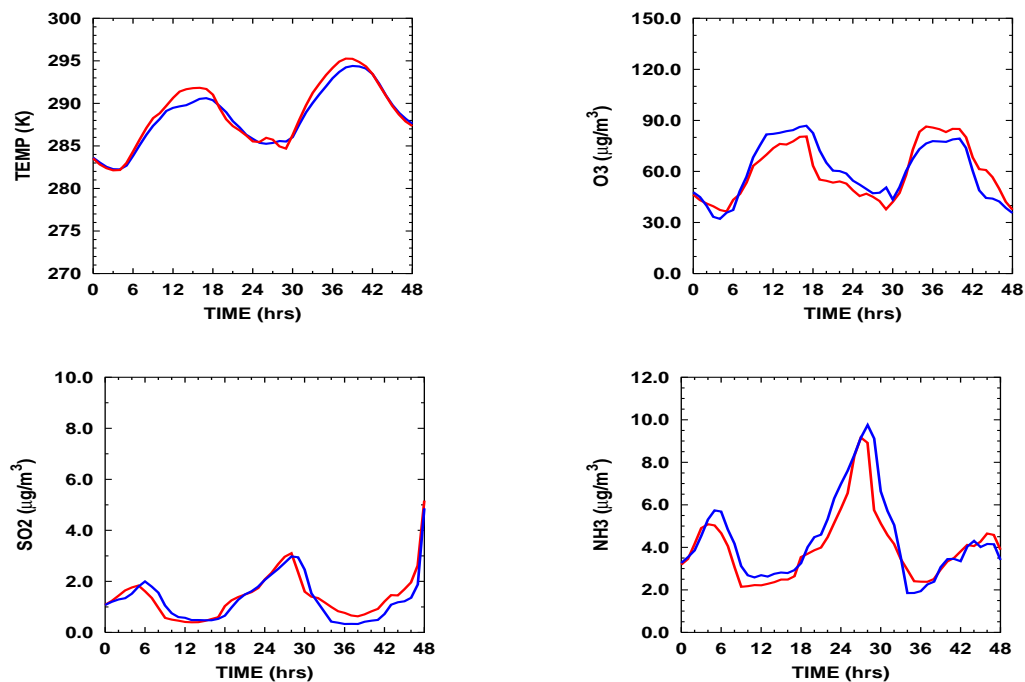 TEMP (K)
300
295
290
285
280
275
270
0 6 12 18 24 30 36 42 48
TIME (hrs)
O3 (μg/m³)
150.0
120.0
90.0
60.0
30.0
0.0
0 6 12 18 24 30 36 42 48
TIME (hrs)
SO2 (μg/m³)
10.0
8.0
6.0
4.0
2.0
0.0
0 6 12 18 24 30 36 42 48
TIME (hrs)
NH3 (μg/m³)
12.0
10.0
8.0
6.0
4.0
2.0
0.0
0 6 12 18 24 30 36 42 48
TIME (hrs)